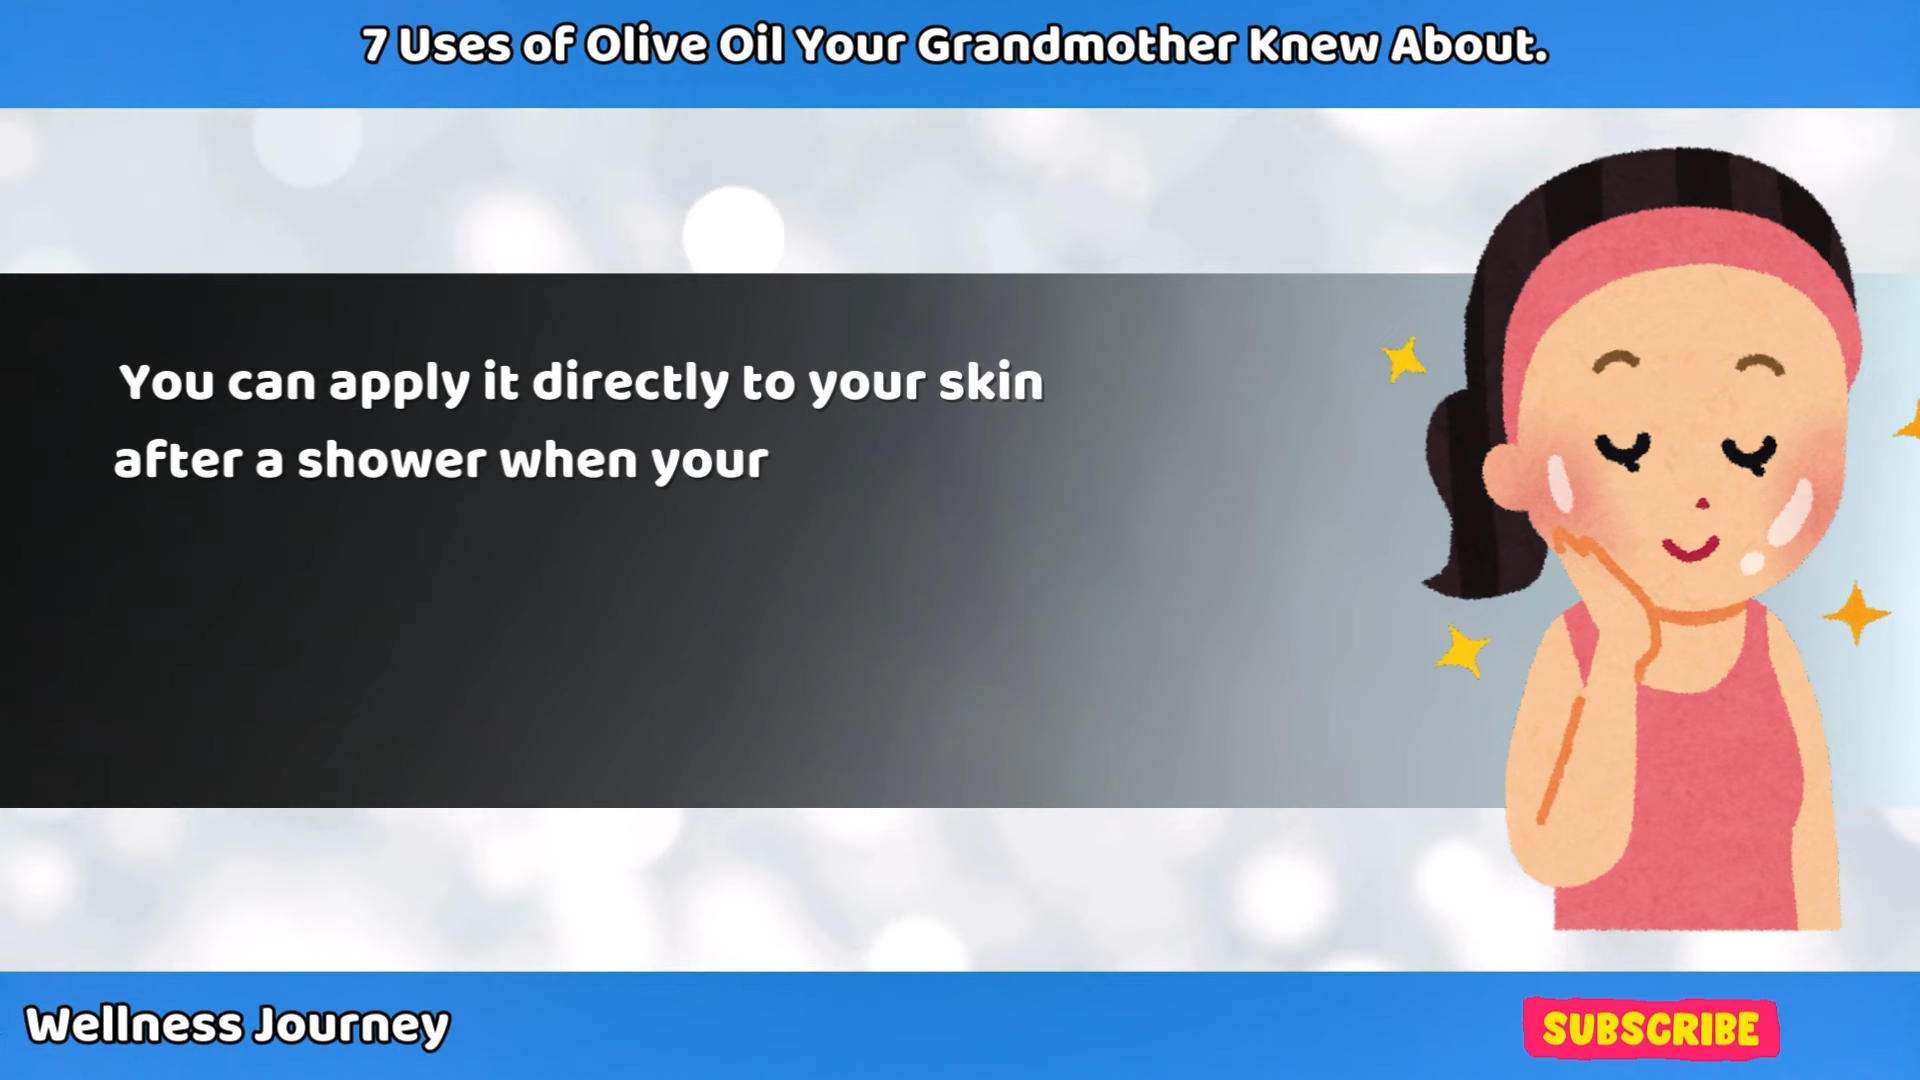 7 Uses of Olive Oil Your Grandmother Knew About.
You can apply it directly to your skin
after a shower when your
Wellness Journey
SUBSCRIBE